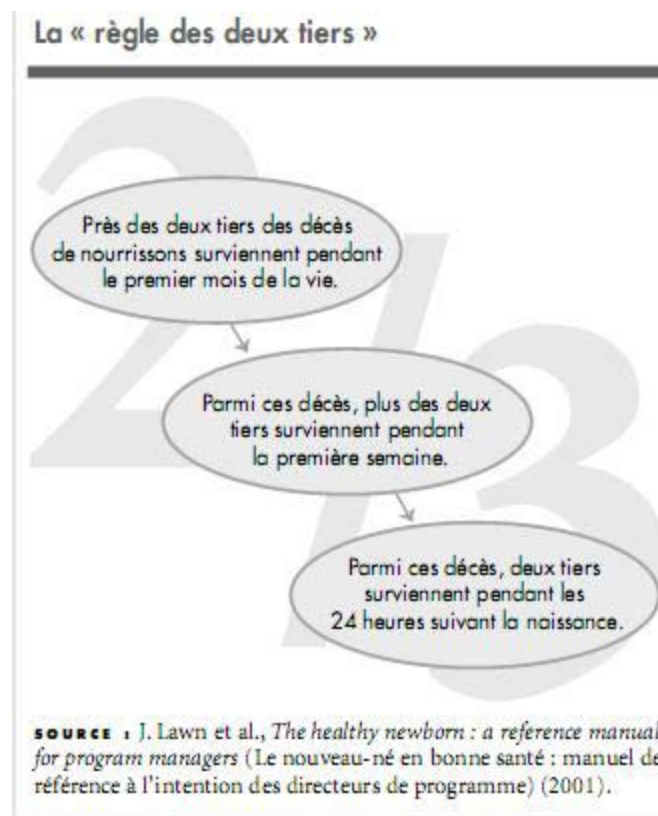 La « règle des deux tiers »
2/3
Près des deux tiers des décès
de nourrissons surviennent pendant
le premier mois de la vie.
Parmi ces décès, plus des deux
tiers surviennent pendant
la première semaine.
Parmi ces décès, deux tiers
surviennent pendant les
24 heures suivant la naissance.
SOURCE : J. Lawn et al., The healthy newborn : a reference manual
for program managers (Le nouveau-né en bonne santé : manuel de
référence à l’intention des directeurs de programme) (2001).